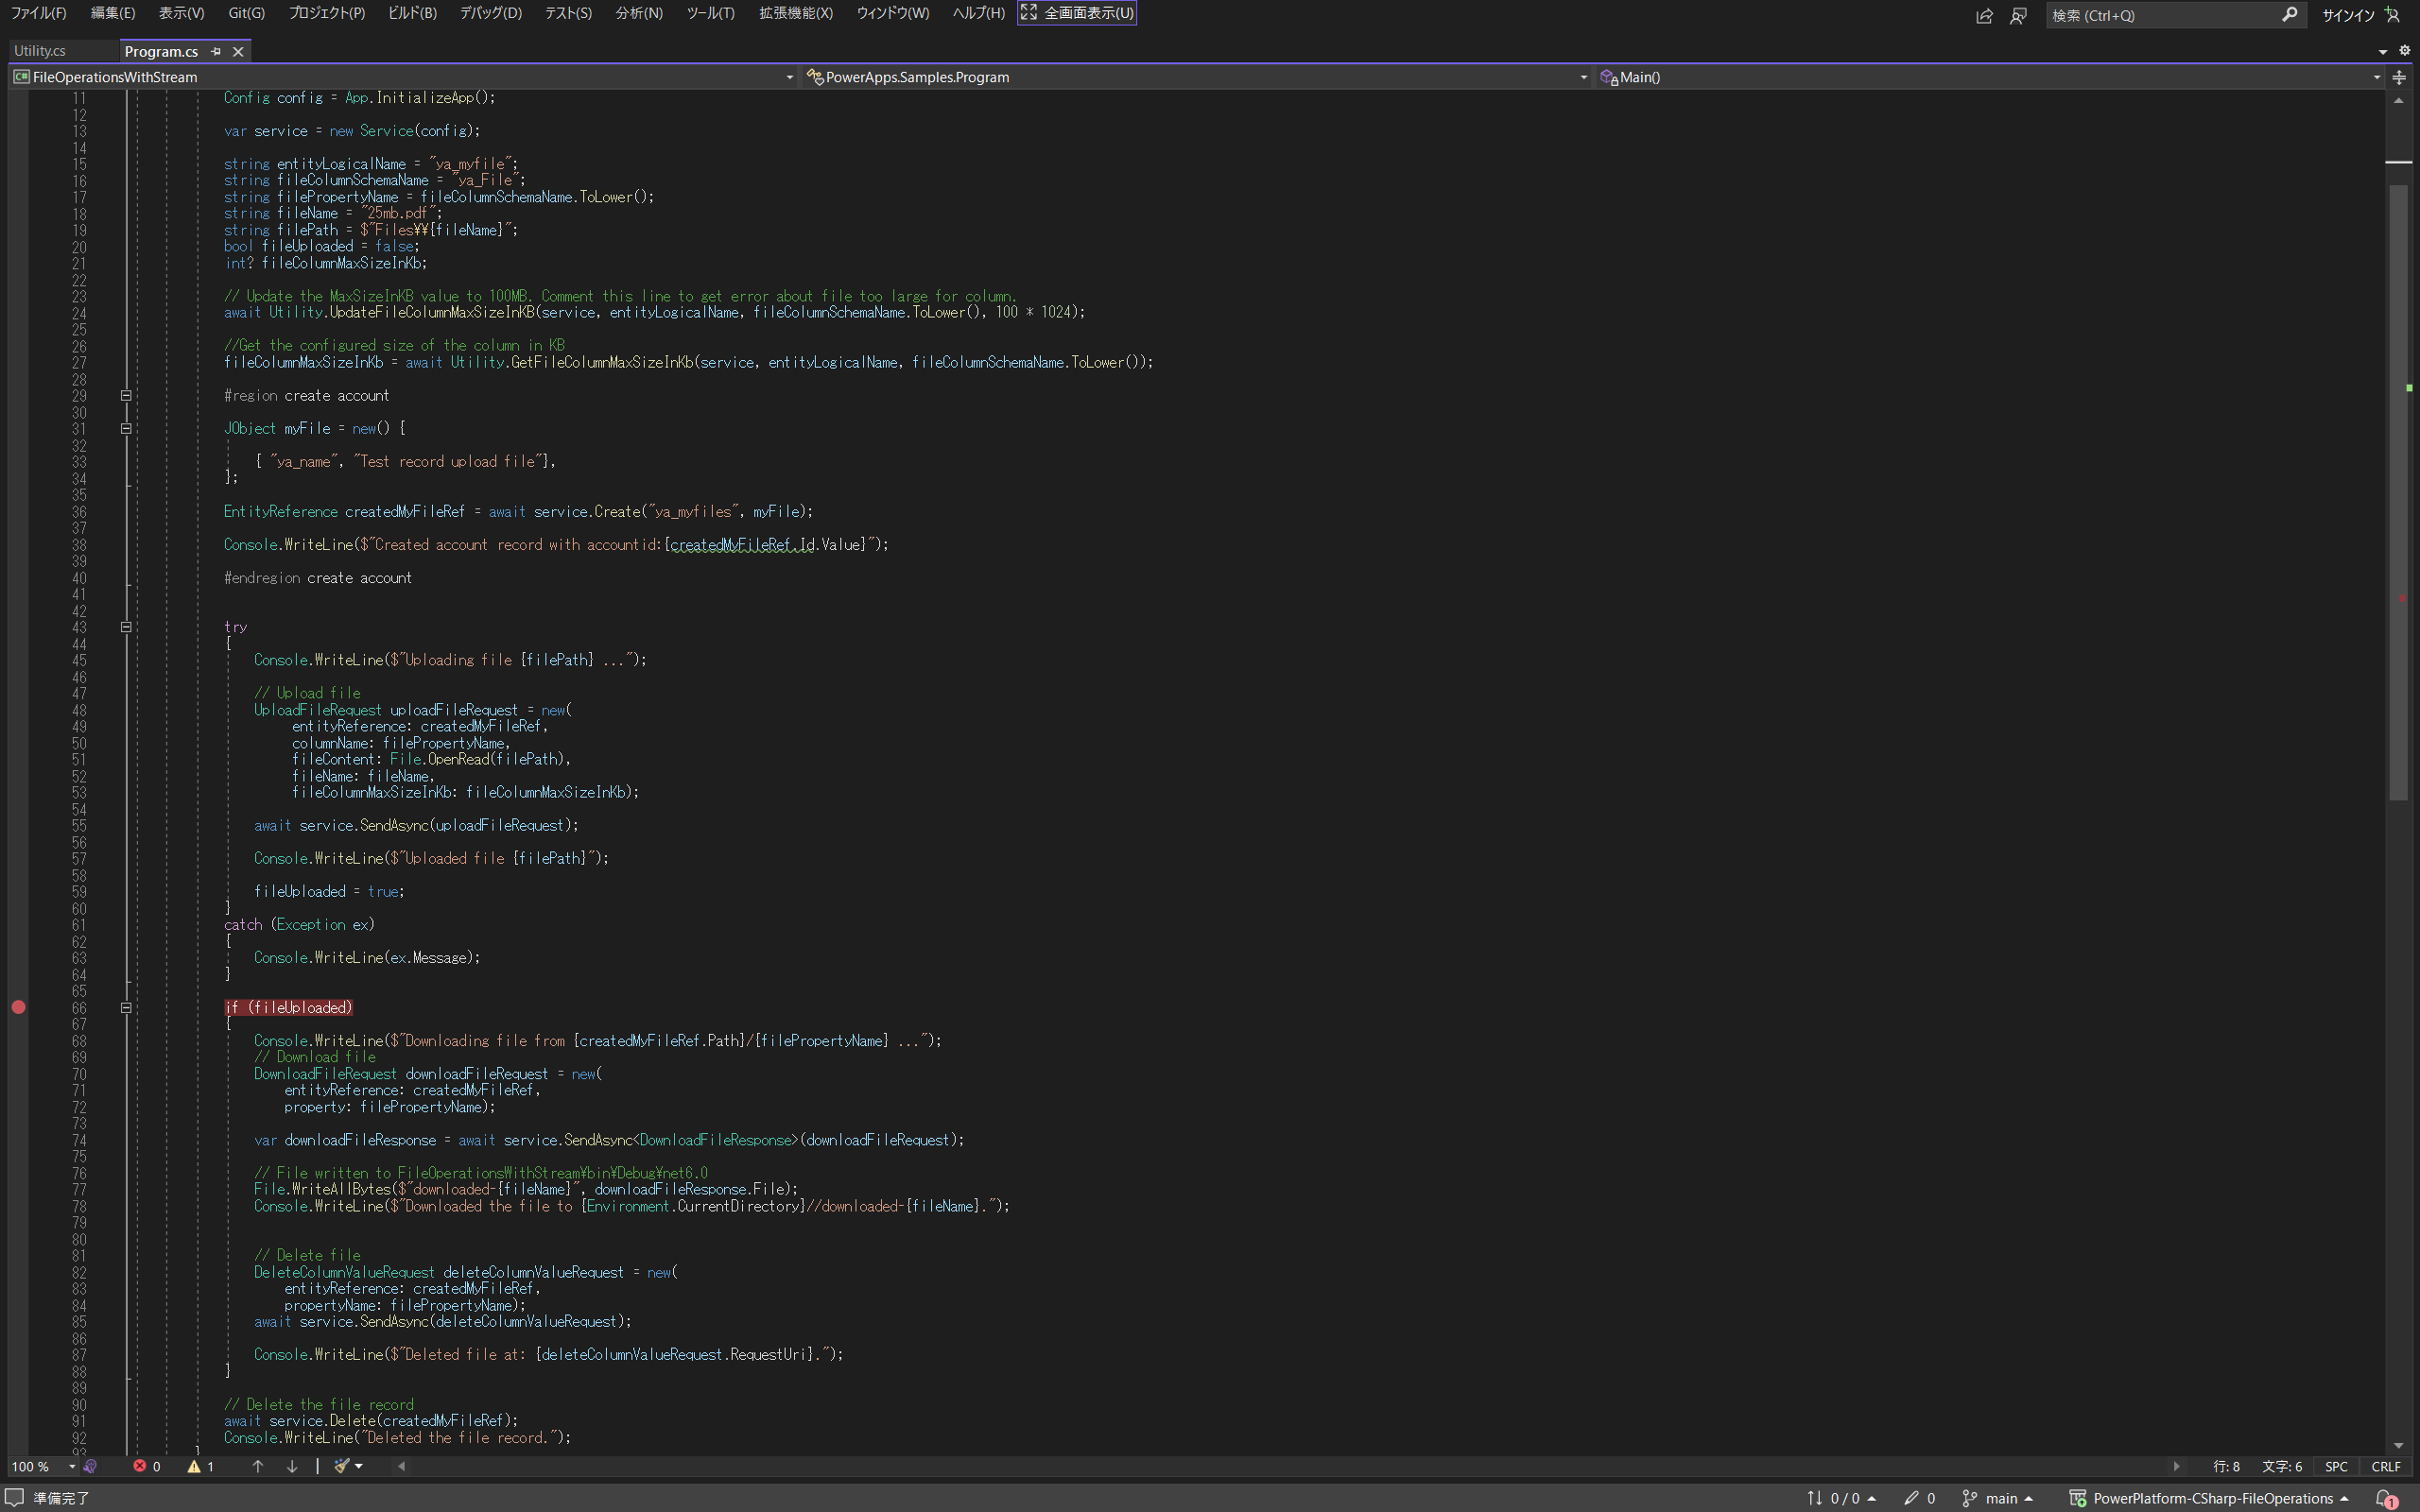 ファイル(F) 編集(E) 表示(V) Git(G) プロジェクト(P) ビルド(B) デバッグ(D) テスト(S) 分析(N) ツール(T) 拡張機能(X) ウィンドウ(W) ヘルプ(H) 全画面表示(U) 検索 (Ctrl+Q) サインイン
Utility.cs Program.cs
C# FileOperationsWithStream PowerApps.Samples.Program Main()
11 Config config = App.InitializeApp();
12
13 var service = new Service(config);
14
15 string entityLogicalName = "ya_myfile";
16 string fileColumnSchemaName = "ya_File";
17 string filePropertyName = fileColumnSchemaName.ToLower();
18 string fileName = "25mb.pdf";
19 string filePath = $"Files¥¥{fileName}";
20 bool fileUploaded = false;
21 int? fileColumnMaxSizeInKb;
22
23 // Update the MaxSizeInKB value to 100MB. Comment this line to get error about file too large for column.
24 await Utility.UpdateFileColumnMaxSizeInKB(service, entityLogicalName, fileColumnSchemaName.ToLower(), 100 * 1024);
25
26 //Get the configured size of the column in KB
27 fileColumnMaxSizeInKb = await Utility.GetFileColumnMaxSizeInKb(service, entityLogicalName, fileColumnSchemaName.ToLower());
28
29 #region create account
30
31 JObject myFile = new() {
32
33 { "ya_name", "Test record upload file"},
34 };
35
36 EntityReference createdMyFileRef = await service.Create("ya_myfiles", myFile);
37
38 Console.WriteLine($"Created account record with accountid:{createdMyFileRef.Id.Value}");
39
40 #endregion create account
41
42
43 try
44 {
45 Console.WriteLine($"Uploading file {filePath} ...");
46
47 // Upload file
48 UploadFileRequest uploadFileRequest = new(
49 entityReference: createdMyFileRef,
50 columnName: filePropertyName,
51 fileContent: File.OpenRead(filePath),
52 fileName: fileName,
53 fileColumnMaxSizeInKb: fileColumnMaxSizeInKb);
54
55 await service.SendAsync(uploadFileRequest);
56
57 Console.WriteLine($"Uploaded file {filePath}");
58
59 fileUploaded = true;
60 }
61 catch (Exception ex)
62 {
63 Console.WriteLine(ex.Message);
64 }
65
66 if (fileUploaded)
67 {
68 Console.WriteLine($"Downloading file from {createdMyFileRef.Path}/{filePropertyName} ...");
69 // Download file
70 DownloadFileRequest downloadFileRequest = new(
71 entityReference: createdMyFileRef,
72 property: filePropertyName);
73
74 var downloadFileResponse = await service.SendAsync<DownloadFileResponse>(downloadFileRequest);
75
76 // File written to FileOperationsWithStream¥bin¥Debug¥net6.0
77 File.WriteAllBytes($"downloaded-{fileName}", downloadFileResponse.File);
78 Console.WriteLine($"Downloaded the file to {Environment.CurrentDirectory}//downloaded-{fileName}.");
79
80
81 // Delete file
82 DeleteColumnValueRequest deleteColumnValueRequest = new(
83 entityReference: createdMyFileRef,
84 propertyName: filePropertyName);
85 await service.SendAsync(deleteColumnValueRequest);
86
87 Console.WriteLine($"Deleted file at: {deleteColumnValueRequest.RequestUri}.");
88 }
89
90 // Delete the file record
91 await service.Delete(createdMyFileRef);
92 Console.WriteLine("Deleted the file record.");
93 }
100 % 0 1 行: 8 文字: 6 SPC CRLF
準備完了 0 / 0 0 main PowerPlatform-CSharp-FileOperations 1